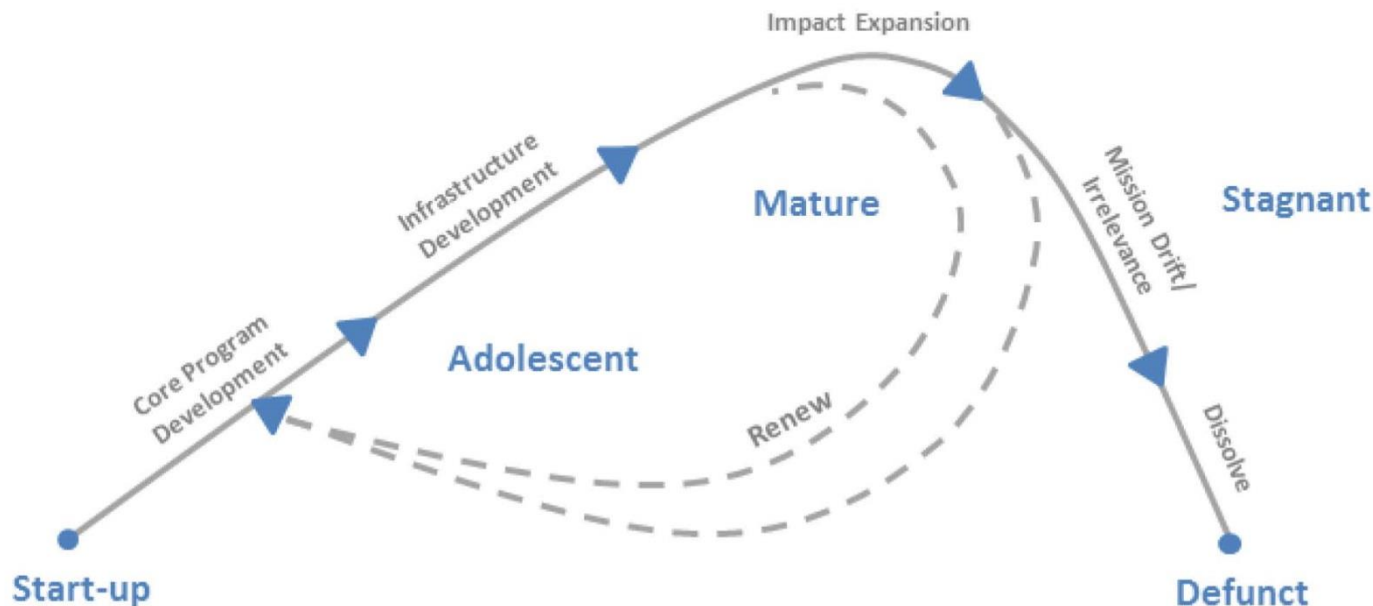 Impact Expansion
Infrastructure
Development
Mature
Mission Drift/
Irrelevance
Stagnant
Core Program
Development
Adolescent
Renew
Dissolve
Start-up
Defunct